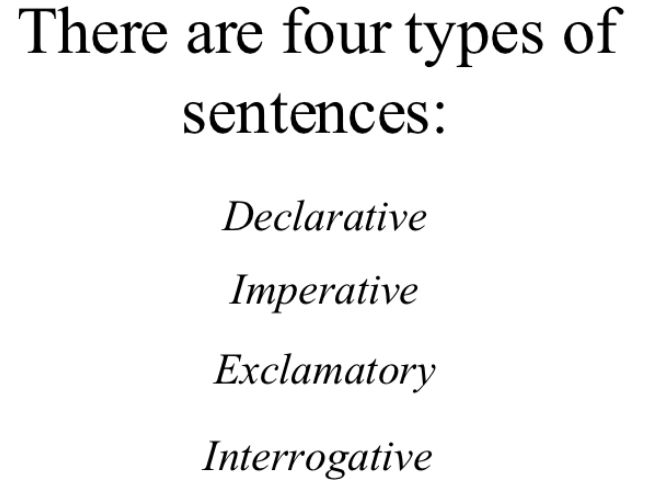 There are four types of
sentences:
Declarative
Imperative
Exclamatory
Interrogative